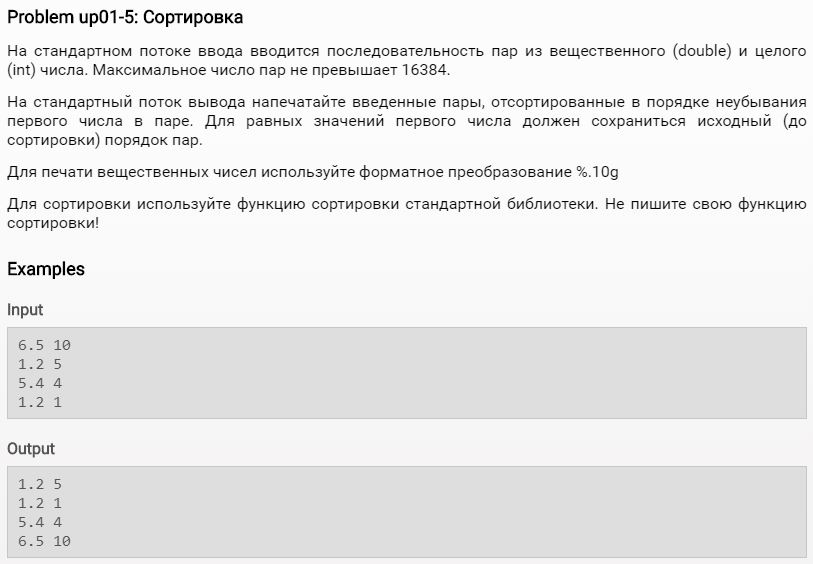 Problem up01-5: Сортировка
На стандартном потоке ввода вводится последовательность пар из вещественного (double) и целого
(int) числа. Максимальное число пар не превышает 16384.
На стандартный поток вывода напечатайте введенные пары, отсортированные в порядке неубывания
первого числа в паре. Для равных значений первого числа должен сохраниться исходный (до
сортировки) порядок пар.
Для печати вещественных чисел используйте форматное преобразование %.10g
Для сортировки используйте функцию сортировки стандартной библиотеки. Не пишите свою функцию
сортировки!
Examples
Input
6.5 10
1.2 5
5.4 4
1.2 1
Output
1.2 5
1.2 1
5.4 4
6.5 10